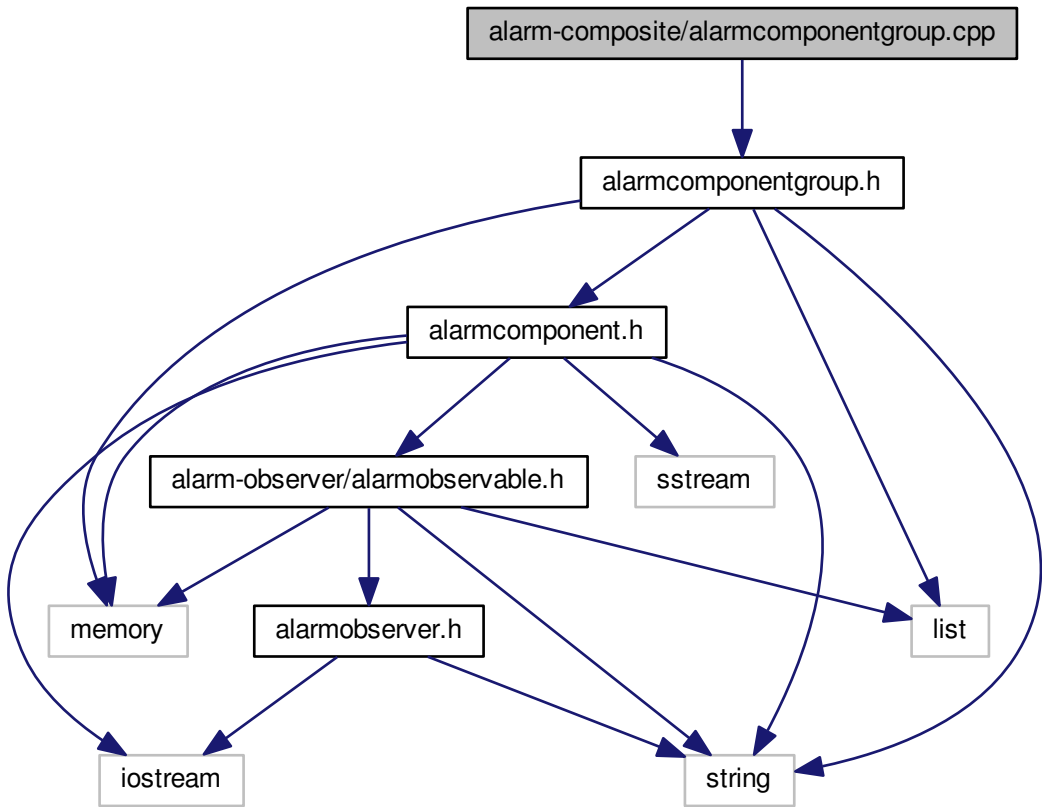 alarm-composite/alarmcomponentgroup.cpp
alarmcomponentgroup.h
alarmcomponent.h
alarm-observer/alarmobservable.h
sstream
memory
alarmobserver.h
list
iostream
string